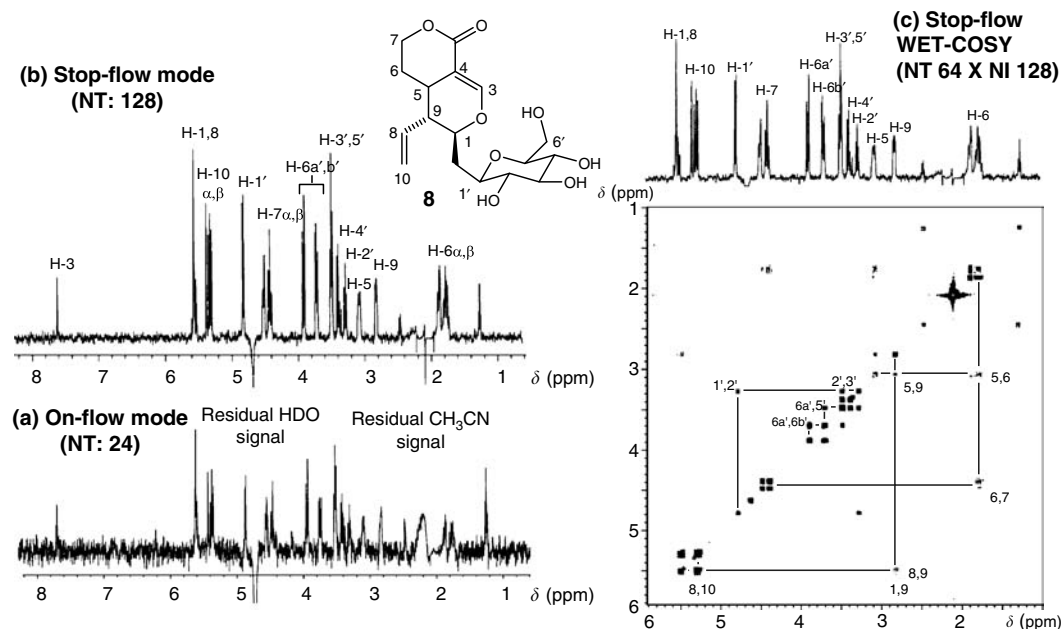 (b) Stop-flow mode
(NT: 128)
H-3
H-1,8
H-10
α,β
H-1′
H-7α,β
H-6a′,b′
H-3′,5′
H-4′
H-2′
H-5
H-9
H-6α,β
8 7 6 5 4 3 2 1 δ (ppm)
7
O
O
6
4
5
3
8
9
O
1
10
HO
6′
O
OH
1′
HO
OH
8
(a) On-flow mode
(NT: 24)
Residual HDO
signal
Residual CH₃CN
signal
8 7 6 5 4 3 2 1 δ (ppm)
(c) Stop-flow
WET-COSY
(NT 64 X NI 128)
H-1,8
H-10
H-1′
H-7
H-6a′
H-6b′
H-3′,5′
H-4′
H-2′
H-5
H-9
H-6
δ (ppm)
1
2
3
4
5
6
1′,2′
2′,3′
5,9
5,6
6a′,5′
6a′,6b′
6,7
8,9
8,10
1,9
6 5 4 3 2 δ (ppm)